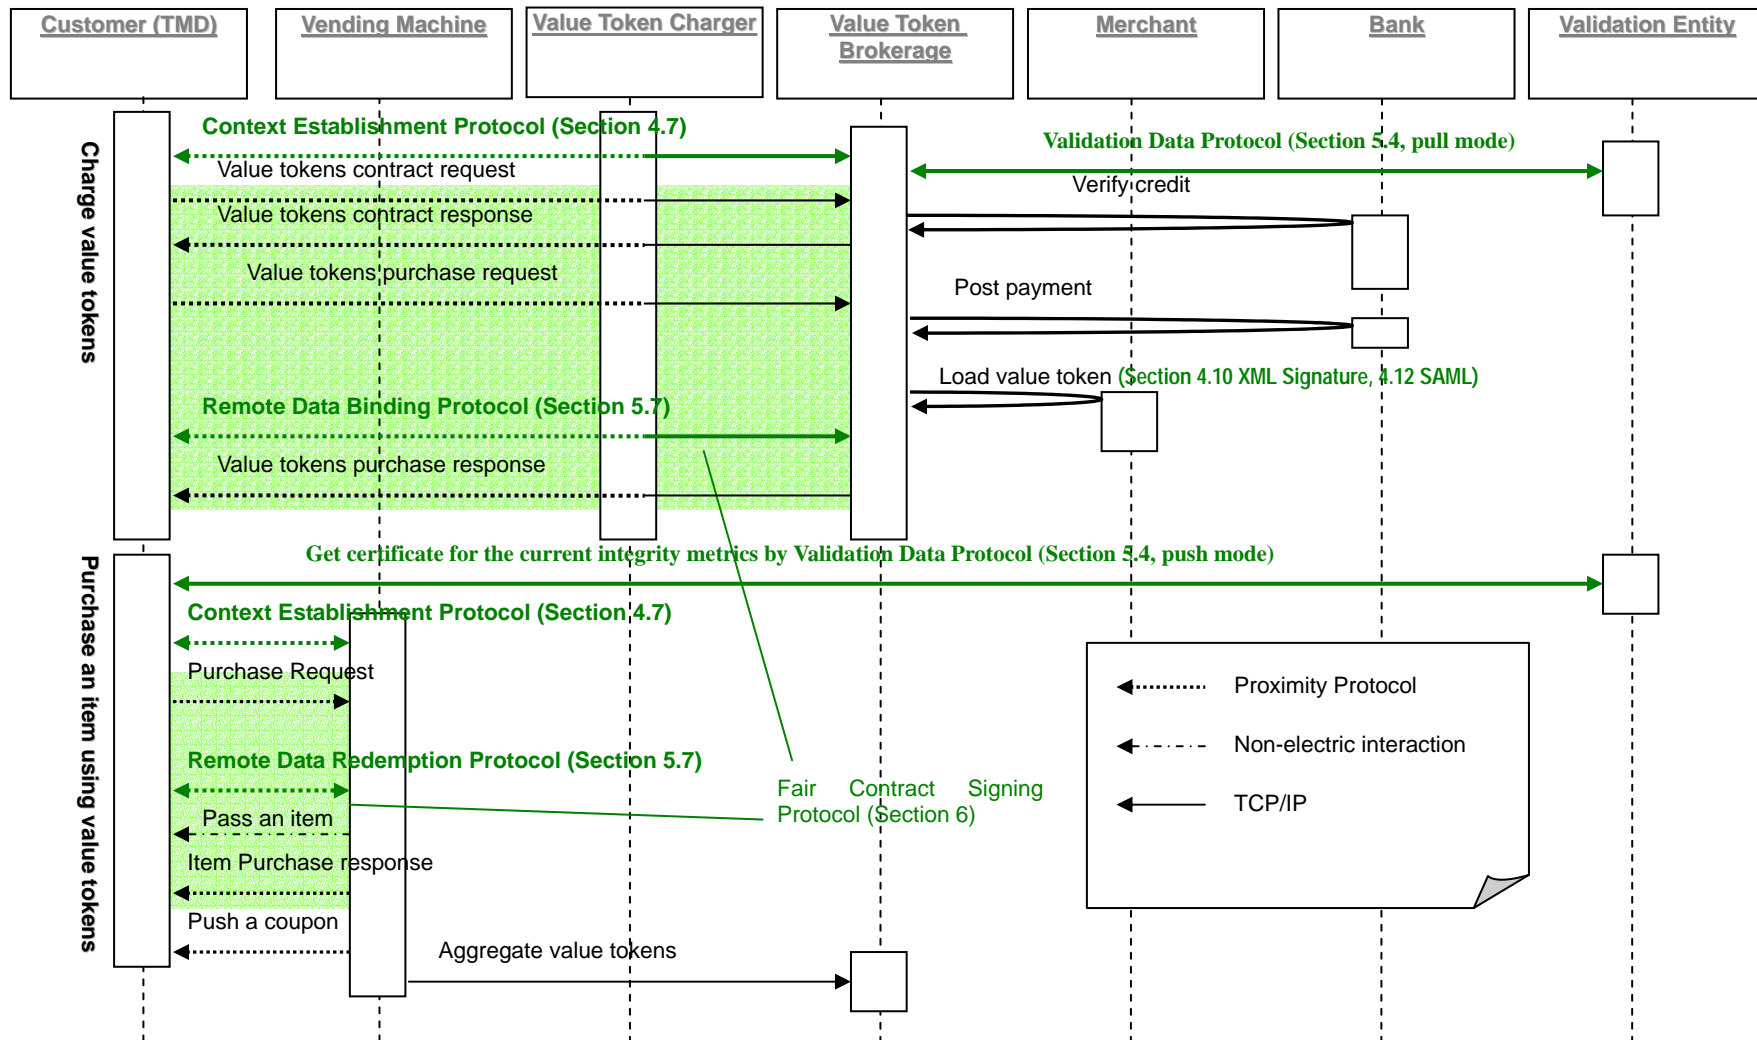 Customer (TMD)
Vending Machine
Value Token Charger
Value Token
Brokerage
Merchant
Bank
Validation Entity
Charge value tokens
Context Establishment Protocol (Section 4.7)
Validation Data Protocol (Section 5.4, pull mode)
Value tokens contract request
Verify credit
Value tokens contract response
Value tokens purchase request
Post payment
Load value token (Section 4.10 XML Signature, 4.12 SAML)
Remote Data Binding Protocol (Section 5.7)
Value tokens purchase response
Purchase an item using value tokens
Get certificate for the current integrity metrics by Validation Data Protocol (Section 5.4, push mode)
Context Establishment Protocol (Section 4.7)
Purchase Request
Remote Data Redemption Protocol (Section 5.7)
Fair Contract Signing
Protocol (Section 6)
Pass an item
Item Purchase response
Push a coupon
Aggregate value tokens
Proximity Protocol
Non-electric interaction
TCP/IP